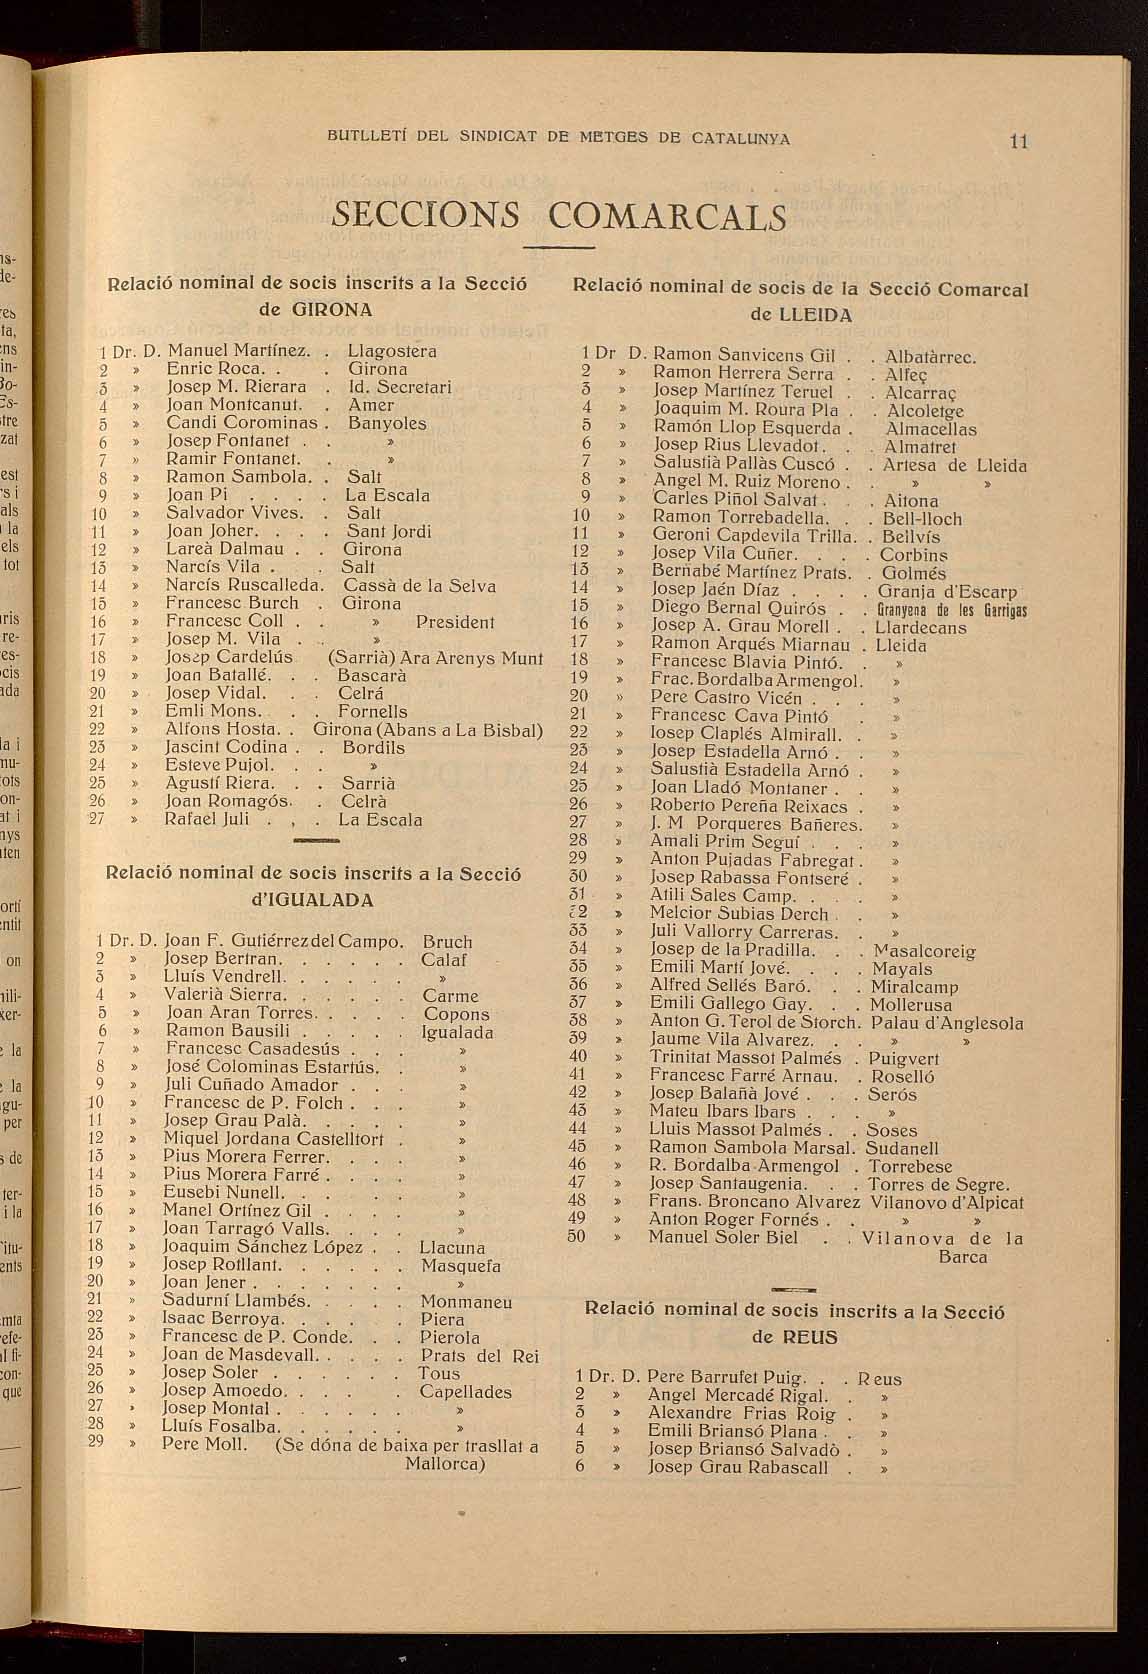 BUTLLETÍ DEL SINDICAT DE METGES DE CATALUNYA 11
SECCIONS COMARCALS
Relació nominal de socis inscrits a la Secció
de GIRONA
1 Dr. D. Manuel Martínez. . Llagostera
2 » Enric Roca. . . Girona
3 » Josep M. Rierara . Id. Secretari
4 » Joan Montcanut. . Amer
5 » Candi Corominas . Banyoles
6 » Josep Fontanet . . »
7 » Ramir Fontanet. . »
8 » Ramon Sambola. . Salt
9 » Joan Pi . . . . La Escala
10 » Salvador Vives. . Salt
11 » Joan Joher. . . . Sant Jordi
12 » Lareà Dalmau . . Girona
13 » Narcís Vila . . Salt
14 » Narcís Ruscalleda. Cassà de la Selva
15 » Francesc Burch . Girona
16 » Francesc Coll . . » President
17 » Josep M. Vila . . »
18 » Josep Cardelús (Sarrià) Ara Arenys Munt
19 » Joan Batallé. . . Bascarà
20 » Josep Vidal. . . Celrá
21 » Emli Mons. . . . Fornells
22 » Alfons Hosta. . Girona (Abans a La Bisbal)
23 » Jascint Codina . . Bordils
24 » Esteve Pujol. . . »
25 » Agustí Riera. . . Sarrià
26 » Joan Romagós. . Celrà
27 » Rafael Juli . , . La Escala
Relació nominal de socis inscrits a la Secció
d'IGUALADA
1 Dr. D. Joan F. Gutiérrez del Campo. Bruch
2 » Josep Bertran. . . . . . Calaf
3 » Lluís Vendrell. . . . . . »
4 » Valerià Sierra. . . . . . Carme
5 » Joan Aran Torres. . . . . Copons
6 » Ramon Bausili . . . . . Igualada
7 » Francesc Casadesús . . . »
8 » José Colominas Estartús. . »
9 » Juli Cuñado Amador . . . »
10 » Francesc de P. Folch . . . »
11 » Josep Grau Palà. . . . . »
12 » Miquel Jordana Castelltort . »
13 » Pius Morera Ferrer. . . . »
14 » Pius Morera Farré . . . . »
15 » Eusebi Nunell. . . . . »
16 » Manel Ortínez Gil . . . . »
17 » Joan Tarragó Valls. . . . »
18 » Joaquim Sánchez López . . Llacuna
19 » Josep Rotllant. . . . . . Masquefa
20 » Joan Jener . . . . . . . »
21 » Sadurní Llambés. . . . . Monmaneu
22 » Isaac Berroya. . . . . . Piera
23 » Francesc de P. Conde. . . Pierola
24 » Joan de Masdevall. . . . . Prats del Rei
25 » Josep Soler . . . . . . Tous
26 » Josep Amoedo. . . . . Capellades
27 » Josep Montal . . . . . . »
28 » Lluís Fosalba. . . . . . »
29 » Pere Moll. (Se dóna de baixa per trasllat a
Mallorca)
Relació nominal de socis de la Secció Comarcal
de LLEIDA
1 Dr D. Ramon Sanvicens Gil . . Albatàrrec.
2 » Ramon Herrera Serra . . Alfeç
3 » Josep Martínez Teruel . . Alcarraç
4 » Joaquim M. Roura Pla . . Alcoletge
5 » Ramón Llop Esquerda . Almacellas
6 » Josep Rius Llevadot. . . Almatret
7 » Salustià Pallàs Cuscó . . Artesa de Lleida
8 » Angel M. Ruiz Moreno . . » »
9 » Carles Piñol Salvat . . Aitona
10 » Ramon Torrebadella. . . Bell-lloch
11 » Geroni Capdevila Trilla. . Bellvís
12 » Josep Vila Cuñer. . . . Corbins
13 » Bernabé Martínez Prats. . Golmés
14 » Josep Jaén Díaz . . . . Granja d'Escarp
15 » Diego Bernal Quirós . . Granyena de les Garrigas
16 » Josep A. Grau Morell . . Llardecans
17 » Ramon Arqués Miarnau . Lleida
18 » Francesc Blavia Pintó. . »
19 » Frac. Bordalba Armengol. »
20 » Pere Castro Vicén . . . »
21 » Francesc Cava Pintó . »
22 » Iosep Claplés Almirall. . »
23 » Josep Estadella Arnó . . »
24 » Salustià Estadella Arnó . »
25 » Joan Lladó Montaner . . »
26 » Roberto Pereña Reixacs . »
27 » J. M Porqueres Bañeres. »
28 » Amali Prim Seguí . . . »
29 » Anton Pujadas Fabregat . »
30 » Josep Rabassa Fontseré . »
31 » Atili Sales Camp. . . . »
2 » Melcior Subias Derch . . »
33 » Juli Vallorry Carreras. . »
34 » Josep de la Pradilla. . . Masalcoreig
35 » Emili Martí Jové. . . . Mayals
36 » Alfred Sellés Baró. . . Miralcamp
37 » Emili Gallego Gay. . . Mollerusa
38 » Anton G. Terol de Storch. Palau d'Anglesola
39 » Jaume Vila Alvarez. . . » »
40 » Trinitat Massot Palmés . Puigvert
41 » Francesc Farré Arnau. . Roselló
42 » Josep Balañà Jové . . . Serós
43 » Mateu Ibars Ibars . . . »
44 » Lluis Massot Palmés . . Soses
45 » Ramon Sambola Marsal. Sudanell
46 » R. Bordalba Armengol . Torrebese
47 » Josep Santaugenia. . . Torres de Segre.
48 » Frans. Broncano Alvarez Vilanovo d'Alpicat
49 » Anton Roger Fornés . . » »
50 » Manuel Soler Biel . . Vilanova de la
Barca
Relació nominal de socis inscrits a la Secció
de REUS
1 Dr. D. Pere Barrufet Puig. . . Reus
2 » Angel Mercadé Rigal. . »
3 » Alexandre Frias Roig . »
4 » Emili Briansó Plana . . »
5 » Josep Briansó Salvadò . »
6 » Josep Grau Rabascall . »